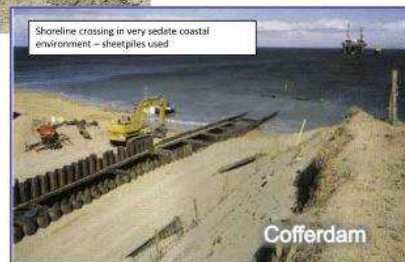 Shoreline crossing in very sedate coastal
environment – sheetpiles used
Cofferdam